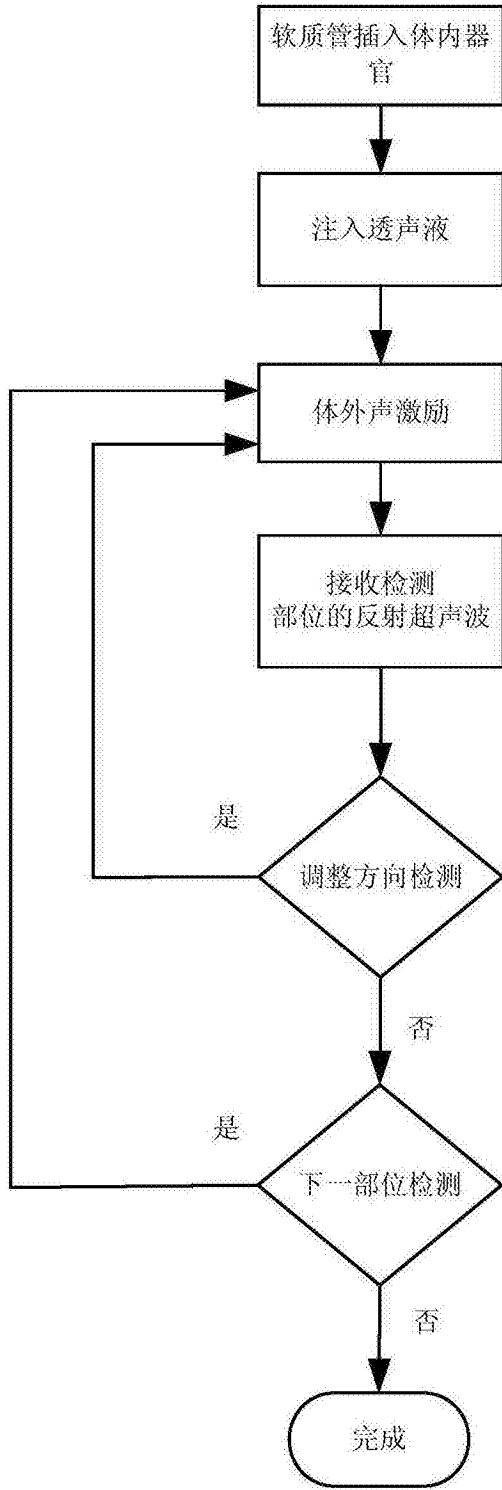 软质管插入体内器
官
注入透声液
体外声激励
接收检测
部位的反射超声波
是
调整方向检测
否
是
下一部位检测
否
完成